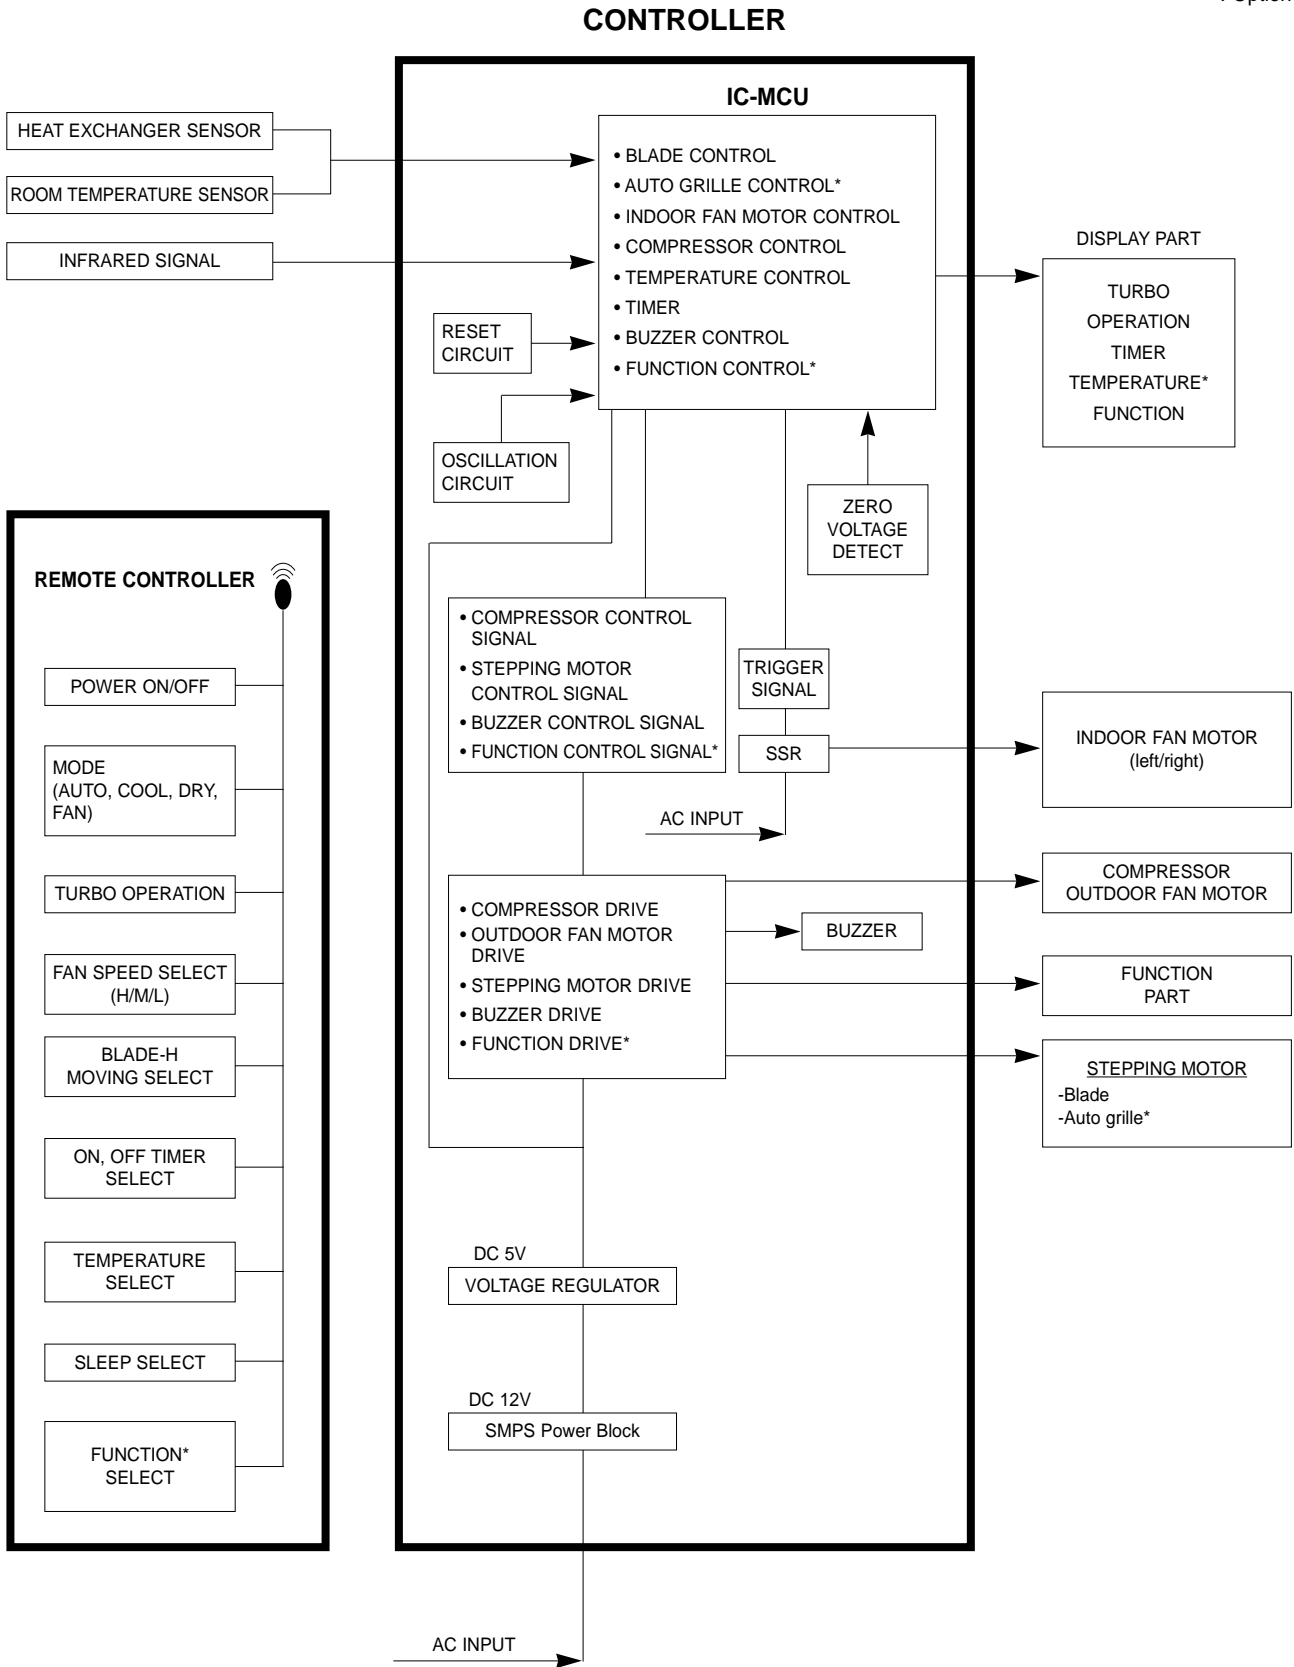 Option
CONTROLLER
IC-MCU
HEAT EXCHANGER SENSOR
ROOM TEMPERATURE SENSOR
INFRARED SIGNAL
• BLADE CONTROL
• AUTO GRILLE CONTROL*
• INDOOR FAN MOTOR CONTROL
• COMPRESSOR CONTROL
• TEMPERATURE CONTROL
• TIMER
• BUZZER CONTROL
• FUNCTION CONTROL*
DISPLAY PART
TURBO
OPERATION
TIMER
TEMPERATURE*
FUNCTION
RESET
CIRCUIT
OSCILLATION
CIRCUIT
ZERO
VOLTAGE
DETECT
REMOTE CONTROLLER
POWER ON/OFF
MODE
(AUTO, COOL, DRY,
FAN)
TURBO OPERATION
FAN SPEED SELECT
(H/M/L)
BLADE-H
MOVING SELECT
ON, OFF TIMER
SELECT
TEMPERATURE
SELECT
SLEEP SELECT
FUNCTION*
SELECT
• COMPRESSOR CONTROL
SIGNAL
• STEPPING MOTOR
CONTROL SIGNAL
• BUZZER CONTROL SIGNAL
• FUNCTION CONTROL SIGNAL*
TRIGGER
SIGNAL
SSR
AC INPUT
INDOOR FAN MOTOR
(left/right)
• COMPRESSOR DRIVE
• OUTDOOR FAN MOTOR
DRIVE
• STEPPING MOTOR DRIVE
• BUZZER DRIVE
• FUNCTION DRIVE*
BUZZER
COMPRESSOR
OUTDOOR FAN MOTOR
FUNCTION
PART
STEPPING MOTOR
-Blade
-Auto grille*
DC 5V
VOLTAGE REGULATOR
DC 12V
SMPS Power Block
AC INPUT